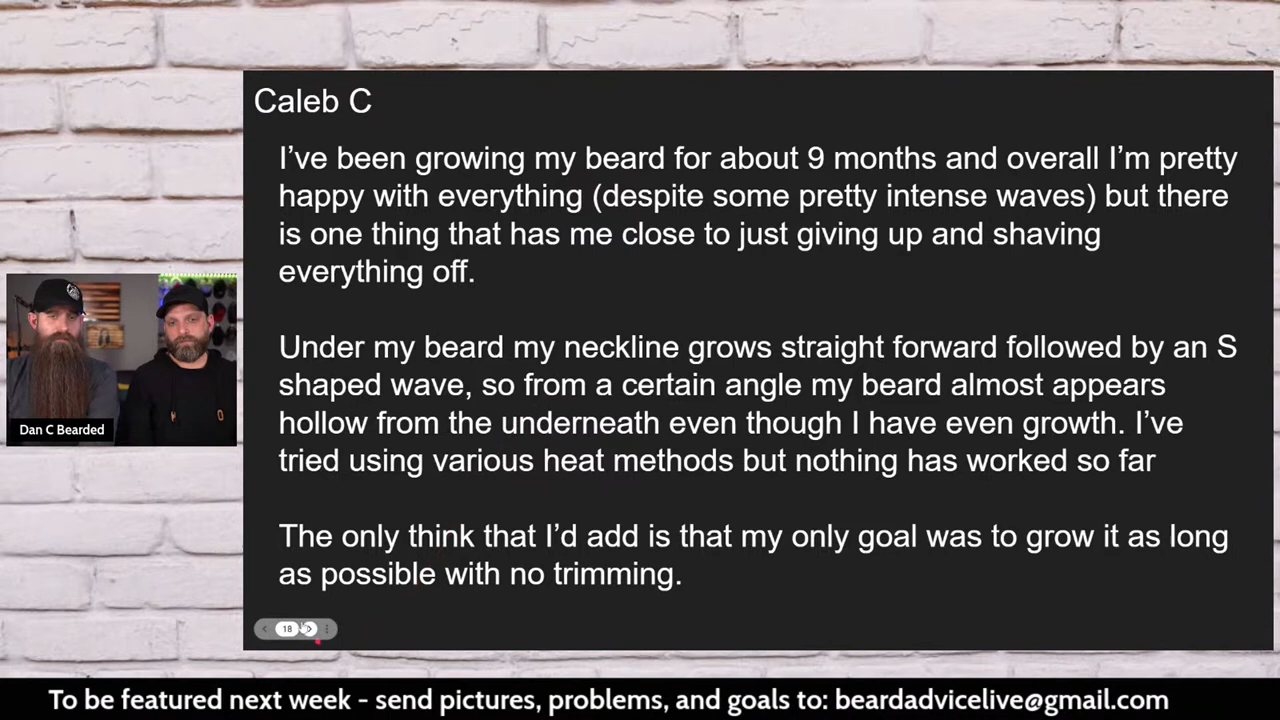 Caleb C
I've been growing my beard for about 9 months and overall I'm pretty
happy with everything (despite some pretty intense waves) but there
is one thing that has me close to just giving up and shaving
everything off.
Under my beard my neckline grows straight forward followed by an S
shaped wave, so from a certain angle my beard almost appears
hollow from the underneath even though I have even growth. I've
tried using various heat methods but nothing has worked so far
The only think that I'd add is that my only goal was to grow it as long
as possible with no trimming.
Dan C Bearded
18
To be featured next week - send pictures, problems, and goals to: beardadvicelive@gmail.com